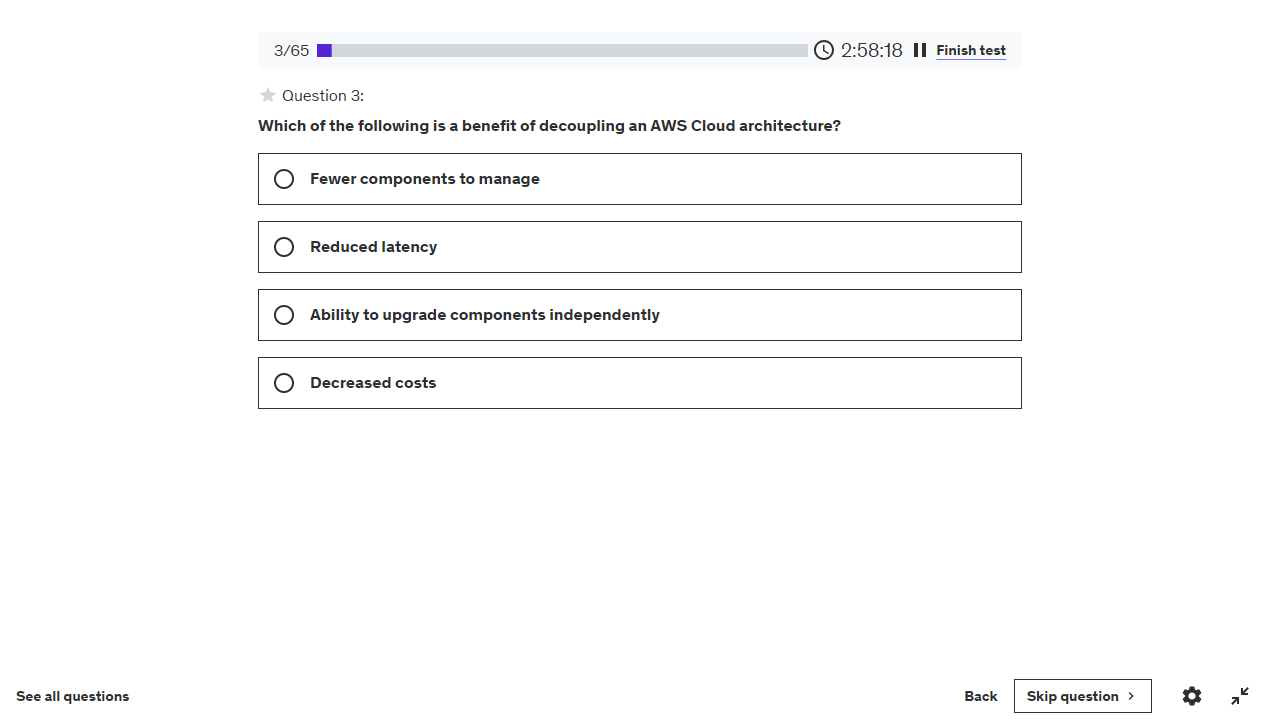 3/65
2:58:18
Finish test
Question 3:
Which of the following is a benefit of decoupling an AWS Cloud architecture?
Fewer components to manage
Reduced latency
Ability to upgrade components independently
Decreased costs
See all questions
Back
Skip question